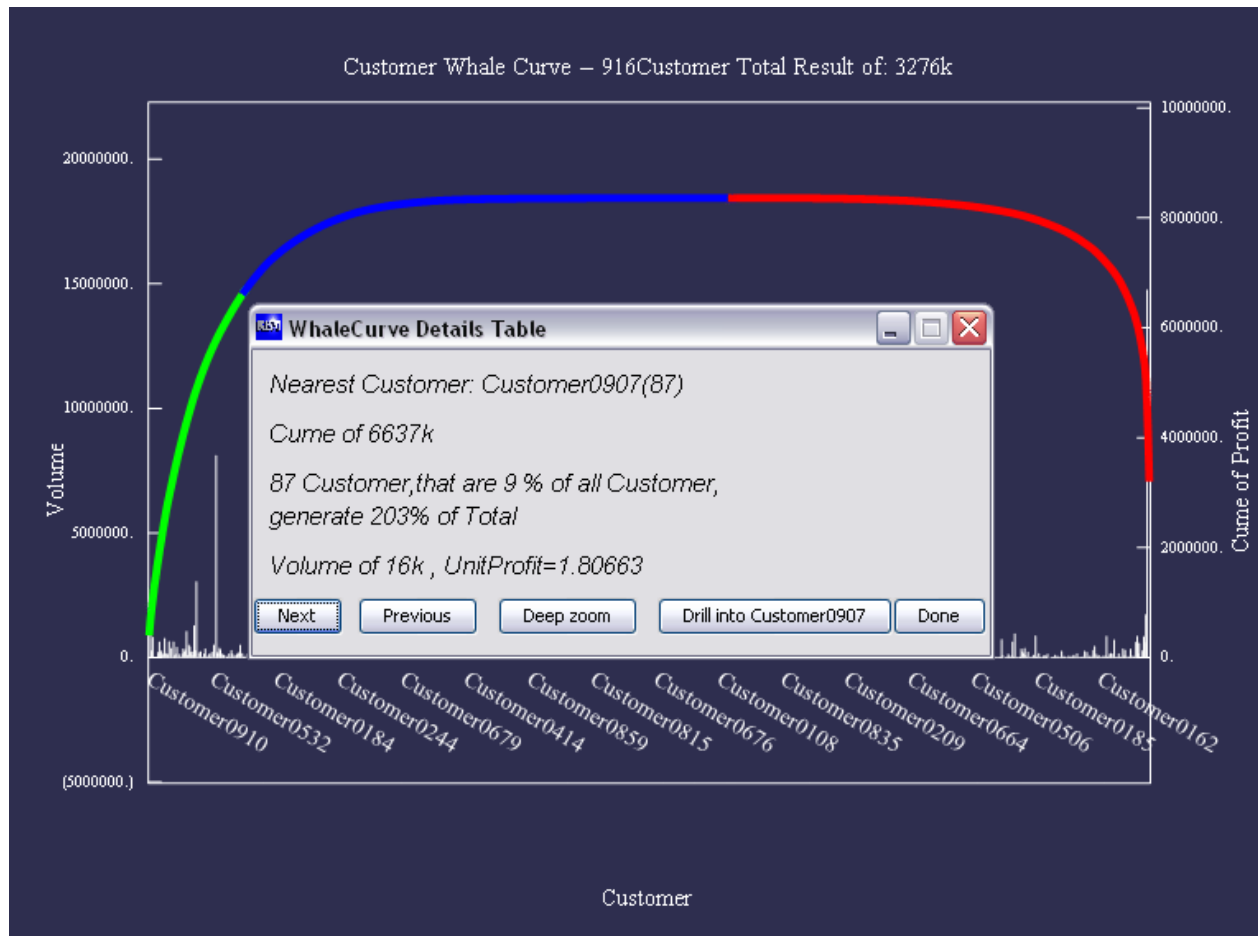 Customer Whale Curve – 916Customer Total Result of: 3276k
10000000.
20000000.
8000000.
15000000.
6000000.
10000000.
4000000.
5000000.
2000000.
0.
0.
(5000000.)
Volume
Cume of Profit
WhaleCurve Details Table
Nearest Customer: Customer0907(87)
Cume of 6637k
87 Customer,that are 9 % of all Customer,
generate 203% of Total
Volume of 16k , UnitProfit=1.80663
Next Previous Deep zoom Drill into Customer0907 Done
Customer0910
Customer0532
Customer0184
Customer0244
Customer0679
Customer0414
Customer0859
Customer0815
Customer0676
Customer0108
Customer0835
Customer0209
Customer0664
Customer0506
Customer0185
Customer0162
Customer